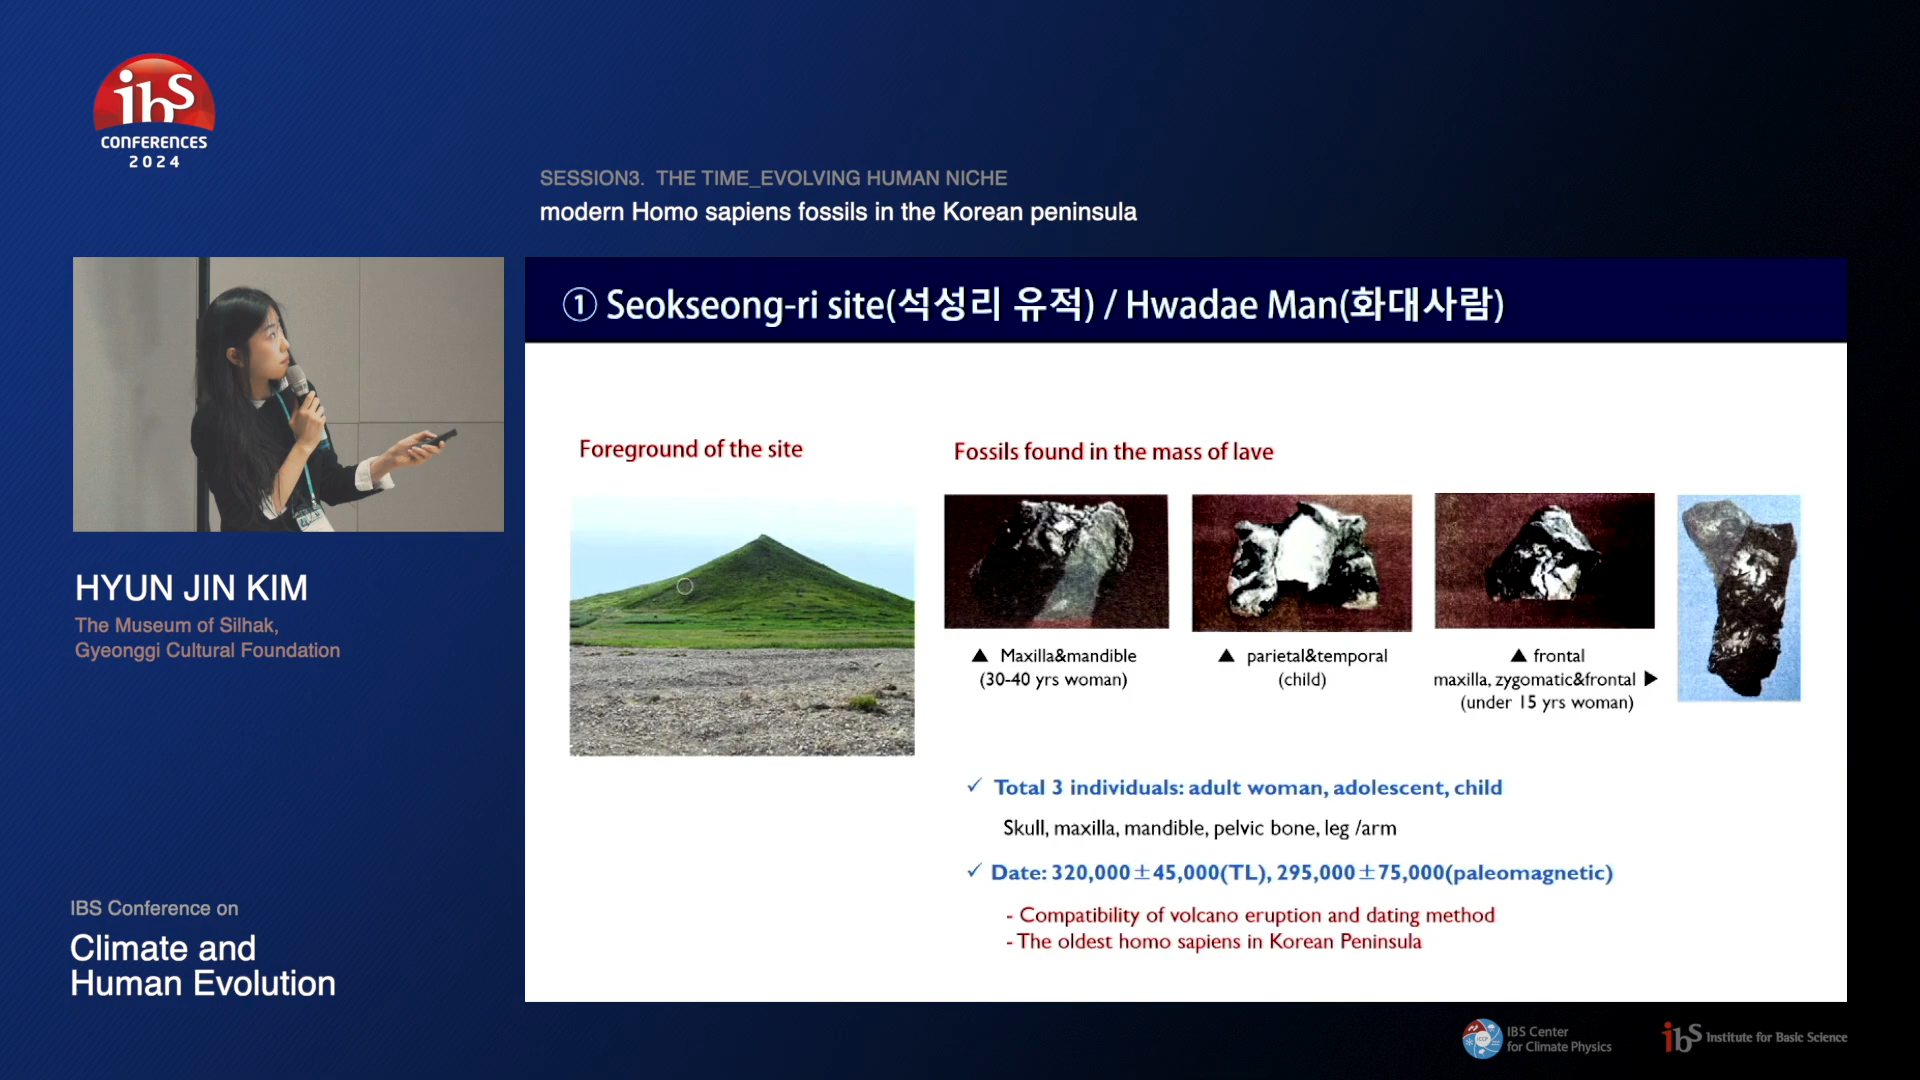 ibs
CONFERENCES
2024
SESSION3. THE TIME_EVOLVING HUMAN NICHE
modern Homo sapiens fossils in the Korean peninsula
① Seokseong-ri site(석성리 유적) / Hwadae Man(화대사람)
Foreground of the site
Fossils found in the mass of lave
▲ Maxilla&mandible
(30-40 yrs woman)
▲ parietal&temporal
(child)
▲ frontal
maxilla, zygomatic&frontal ▶
(under 15 yrs woman)
✓ Total 3 individuals: adult woman, adolescent, child
Skull, maxilla, mandible, pelvic bone, leg /arm
✓ Date: 320,000±45,000(TL), 295,000±75,000(paleomagnetic)
- Compatibility of volcano eruption and dating method
- The oldest homo sapiens in Korean Peninsula
HYUN JIN KIM
The Museum of Silhak,
Gyeonggi Cultural Foundation
IBS Conference on
Climate and
Human Evolution
IBS Center
for Climate Physics
ibs Institute for Basic Science